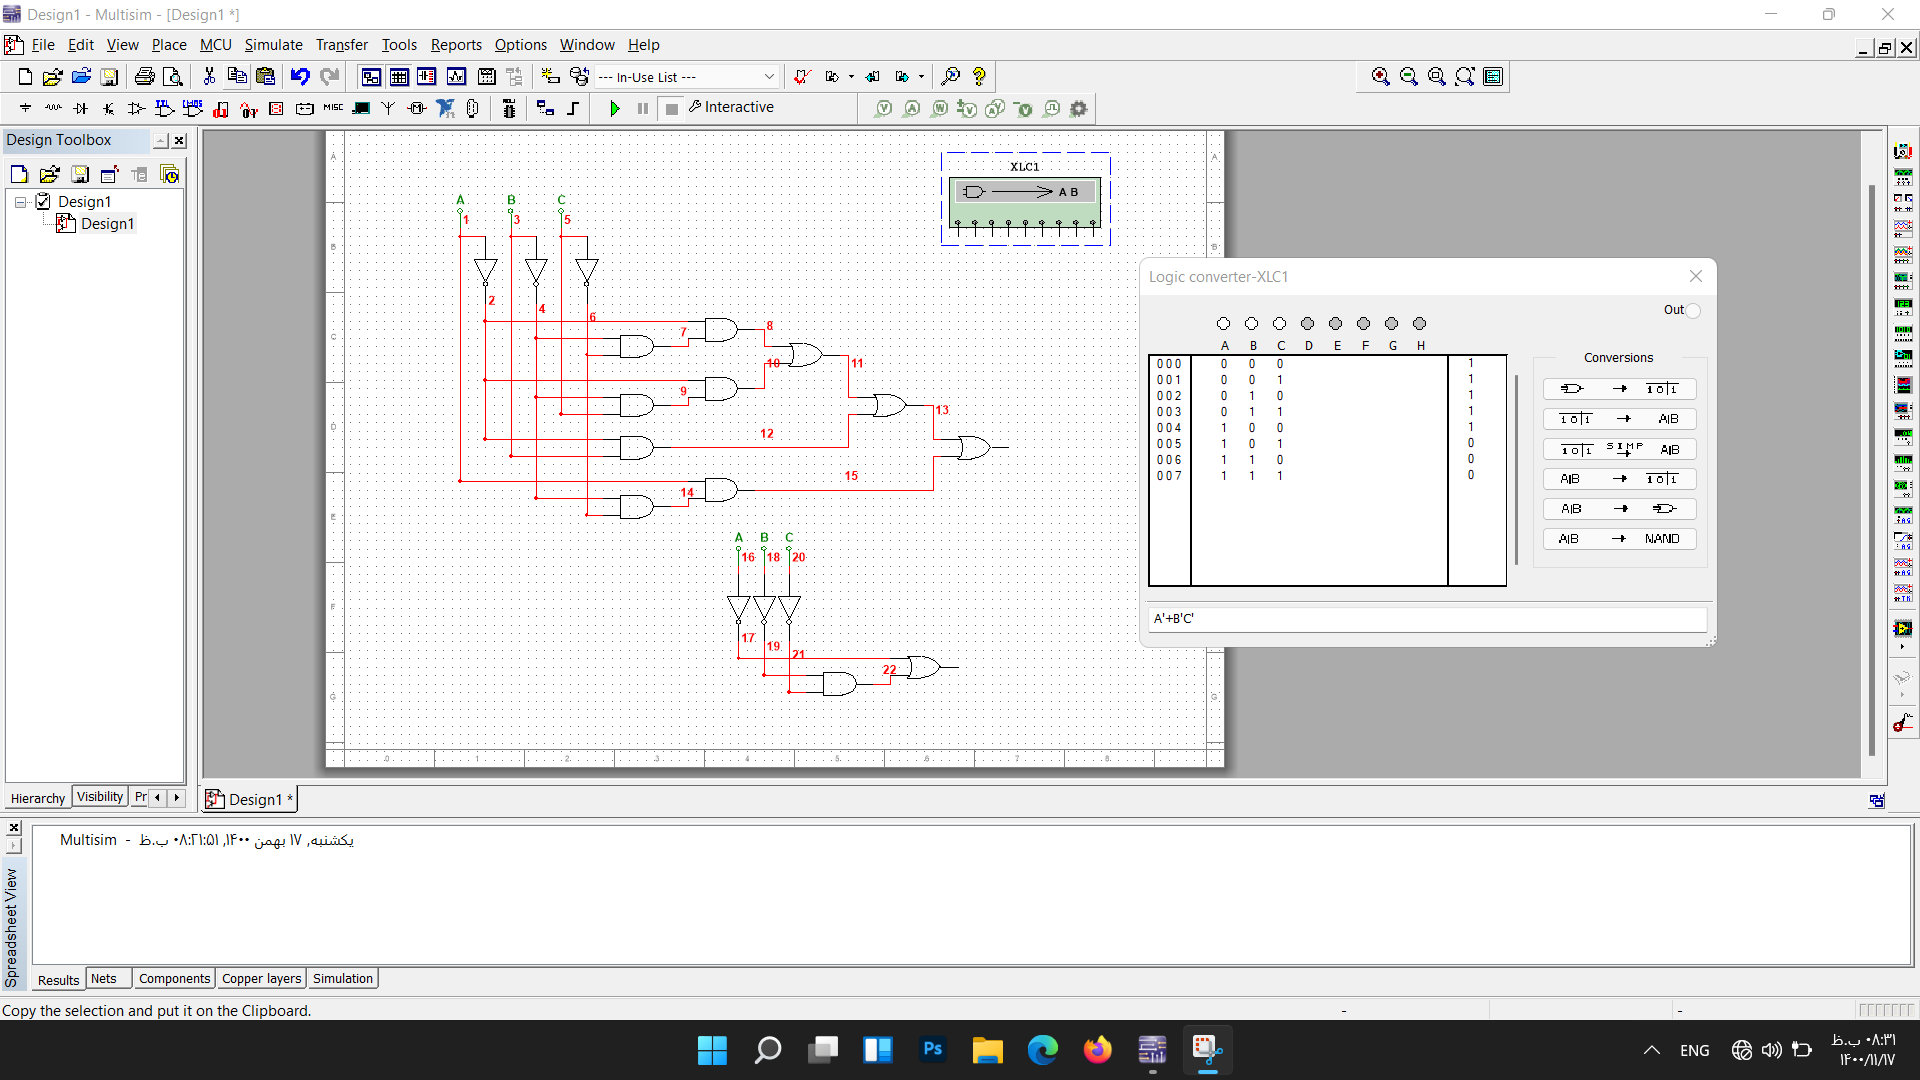 Design1 - Multisim - [Design1 *]
File Edit View Place MCU Simulate Transfer Tools Reports Options Window Help
--- In-Use List ---
MISC
Interactive
Design Toolbox
Design1
Design1
Hierarchy Visibility Pr
Design1 *
XLC1
A B
A B C
1 3 5
2 4 6
7 8
9 10 11
12 13
14 15
A B C
16 18 20
17 19 21
22
Logic converter-XLC1
Out
A B C D E F G H
000 0 0 0 1
001 0 0 1 1
002 0 1 0 1
003 0 1 1 1
004 1 0 0 1
005 1 0 1 0
006 1 1 0 0
007 1 1 1 0
Conversions
→ 1 0 1
1 0 1 → A|B
1 0 1 SIMP → A|B
A|B → 1 0 1
A|B →
A|B → NAND
A'+B'C'
Multisim - یکشنبه, ۱۷ بهمن ۱۴۰۰, ۰۸:۲۱:۵۱ ب.ظ
Spreadsheet View
Results Nets Components Copper layers Simulation
Copy the selection and put it on the Clipboard.
Ps
ENG
۰۸:۳۱ ب.ظ
۱۴۰۰/۱۱/۱۷